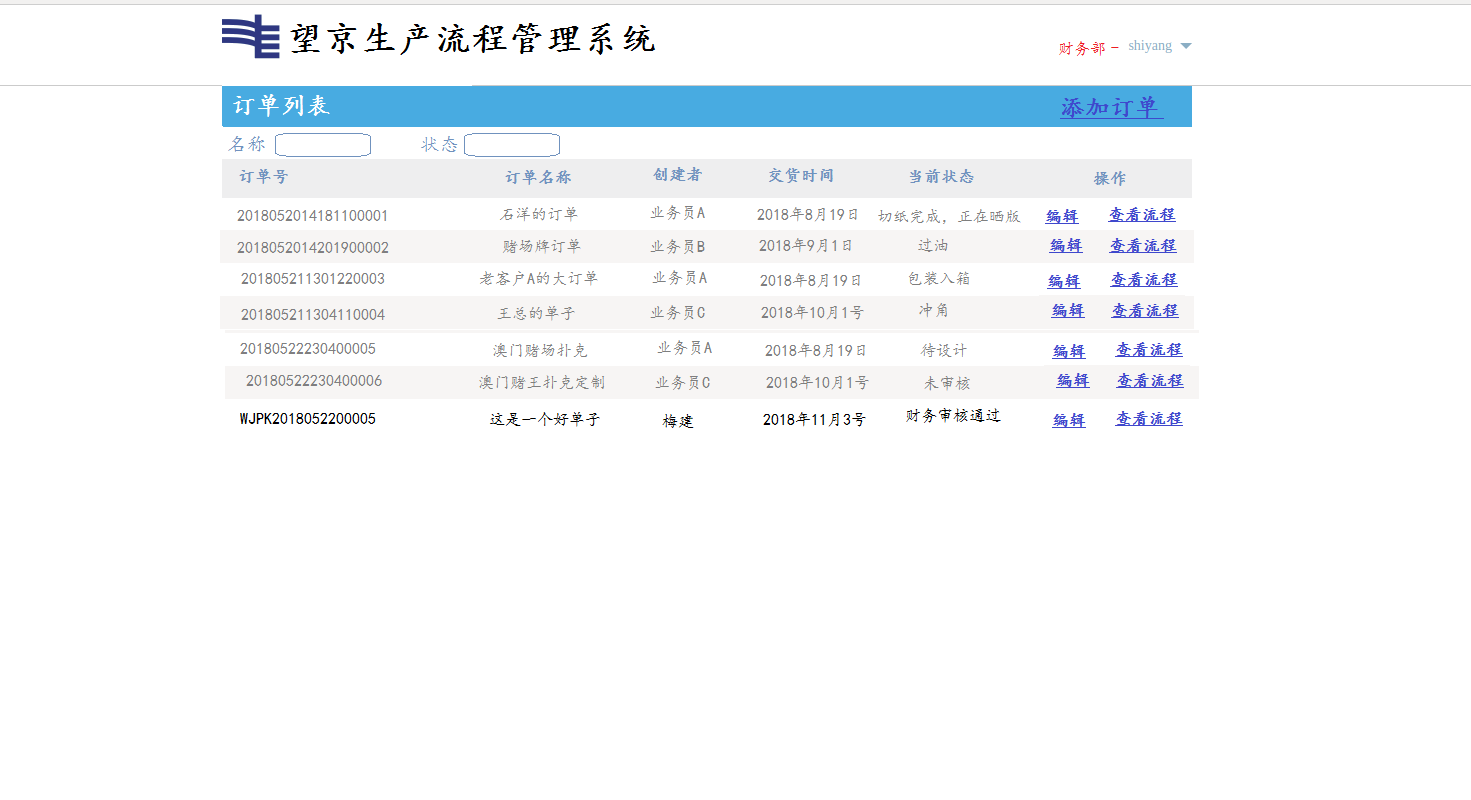 望京生产流程管理系统
财务部 - shiyang
订单列表 添加订单
名称 状态
订单号 订单名称 创建者 交货时间 当前状态 操作
2018052014181100001 石洋的订单 业务员A 2018年8月19日 切纸完成，正在晒版 编辑 查看流程
2018052014201900002 赌场牌订单 业务员B 2018年9月1日 过油 编辑 查看流程
201805211301220003 老客户A的大订单 业务员A 2018年8月19日 包装入箱 编辑 查看流程
201805211304110004 王总的单子 业务员C 2018年10月1号 冲角 编辑 查看流程
20180522230400005 澳门赌场扑克 业务员A 2018年8月19日 待设计 编辑 查看流程
20180522230400006 澳门赌王扑克定制 业务员C 2018年10月1号 未审核 编辑 查看流程
WJPK2018052200005 这是一个好单子 梅建 2018年11月3号 财务审核通过 编辑 查看流程